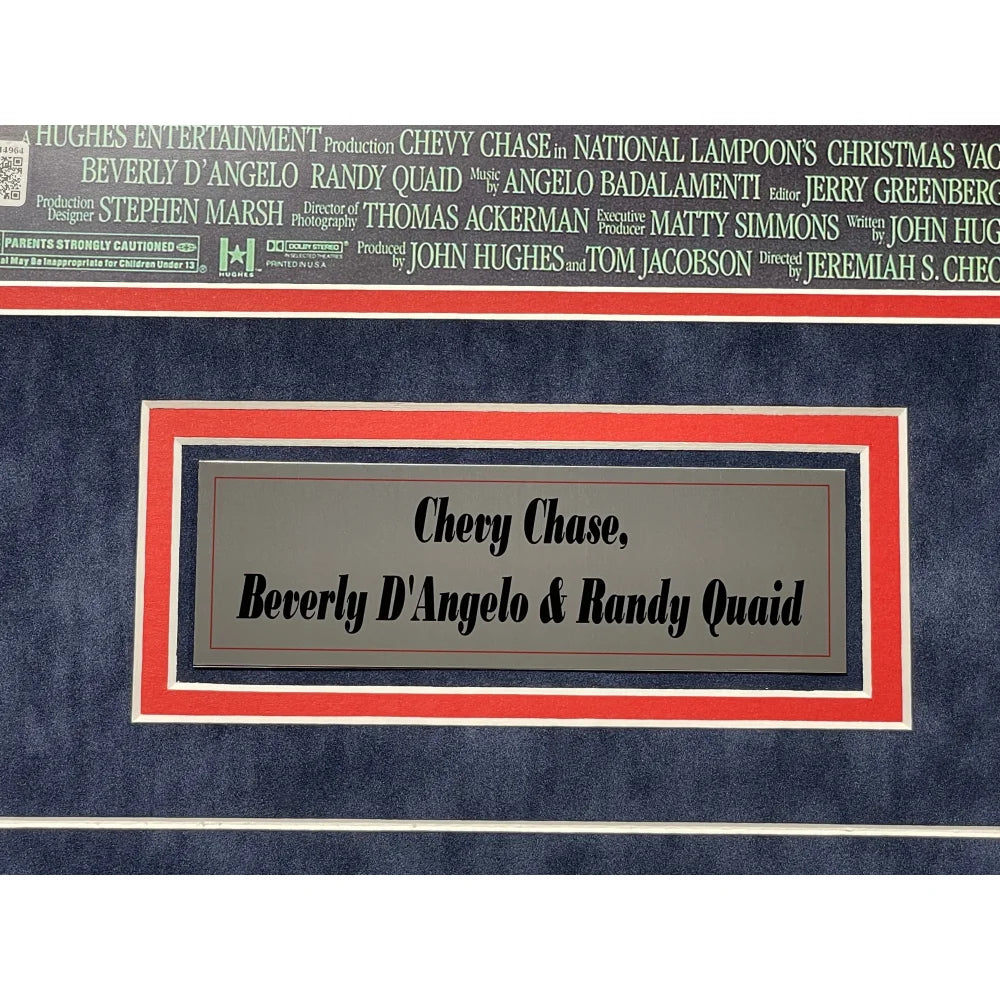 14964
A HUGHES ENTERTAINMENT Production CHEVY CHASE in NATIONAL LAMPOON'S CHRISTMAS VAC
BEVERLY D'ANGELO RANDY QUAID Music by ANGELO BADALAMENTI Editor JERRY GREENBERG
Production Designer STEPHEN MARSH Director of Photography THOMAS ACKERMAN Executive Producer MATTY SIMMONS Written by JOHN HUG
Produced by JOHN HUGHES and TOM JACOBSON Directed by JEREMIAH S. CHEC
PARENTS STRONGLY CAUTIONED
al May Be Inappropriate for Children Under 13
HUGHES
DOLBY STEREO
IN SELECTED THEATRES
PRINTED IN U.S.A.
Chevy Chase,
Beverly D'Angelo & Randy Quaid